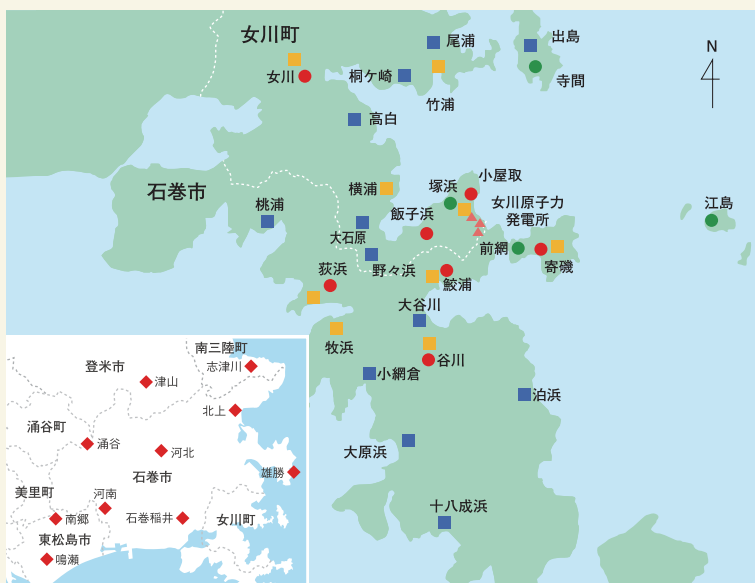 女川町
尾浦
出島
N
女川
桐ケ崎
竹浦
寺間
高白
石巻市
桃浦
横浦
塚浜
小屋取
女川原子力
発電所
江島
飯子浜
大石原
前網
野々浜
寄磯
荻浜
鮫浦
大谷川
牧浜
谷川
小網倉
泊浜
大原浜
十八成浜
南三陸町
志津川
登米市
津山
北上
涌谷町
涌谷
河北
石巻市
雄勝
美里町
河南
南郷
石巻稲井
女川町
東松島市
鳴瀬